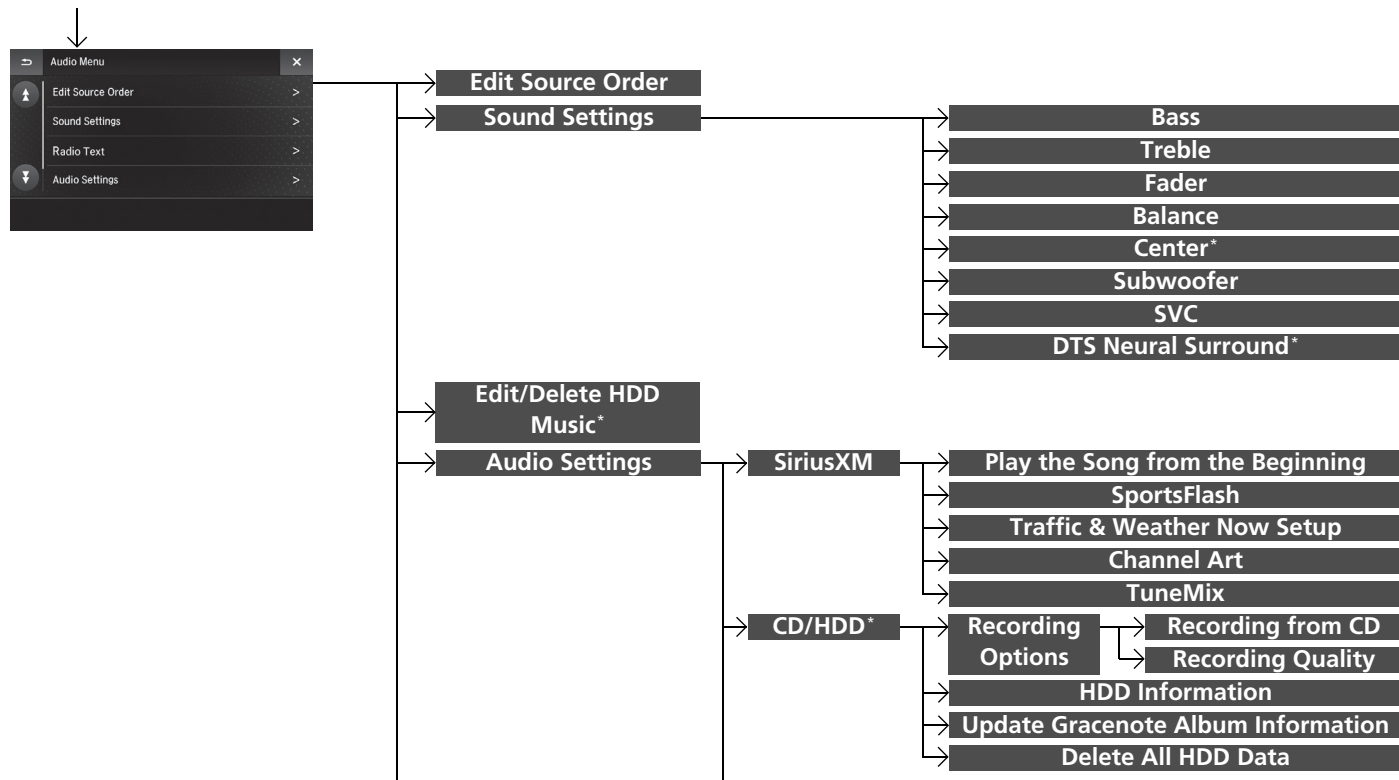 Audio Menu
Edit Source Order
Sound Settings
Radio Text
Audio Settings
Edit Source Order
Sound Settings
Bass
Treble
Fader
Balance
Center*
Subwoofer
SVC
DTS Neural Surround*
Edit/Delete HDD
Music*
Audio Settings
SiriusXM
Play the Song from the Beginning
SportsFlash
Traffic & Weather Now Setup
Channel Art
TuneMix
CD/HDD*
Recording
Options
Recording from CD
Recording Quality
HDD Information
Update Gracenote Album Information
Delete All HDD Data